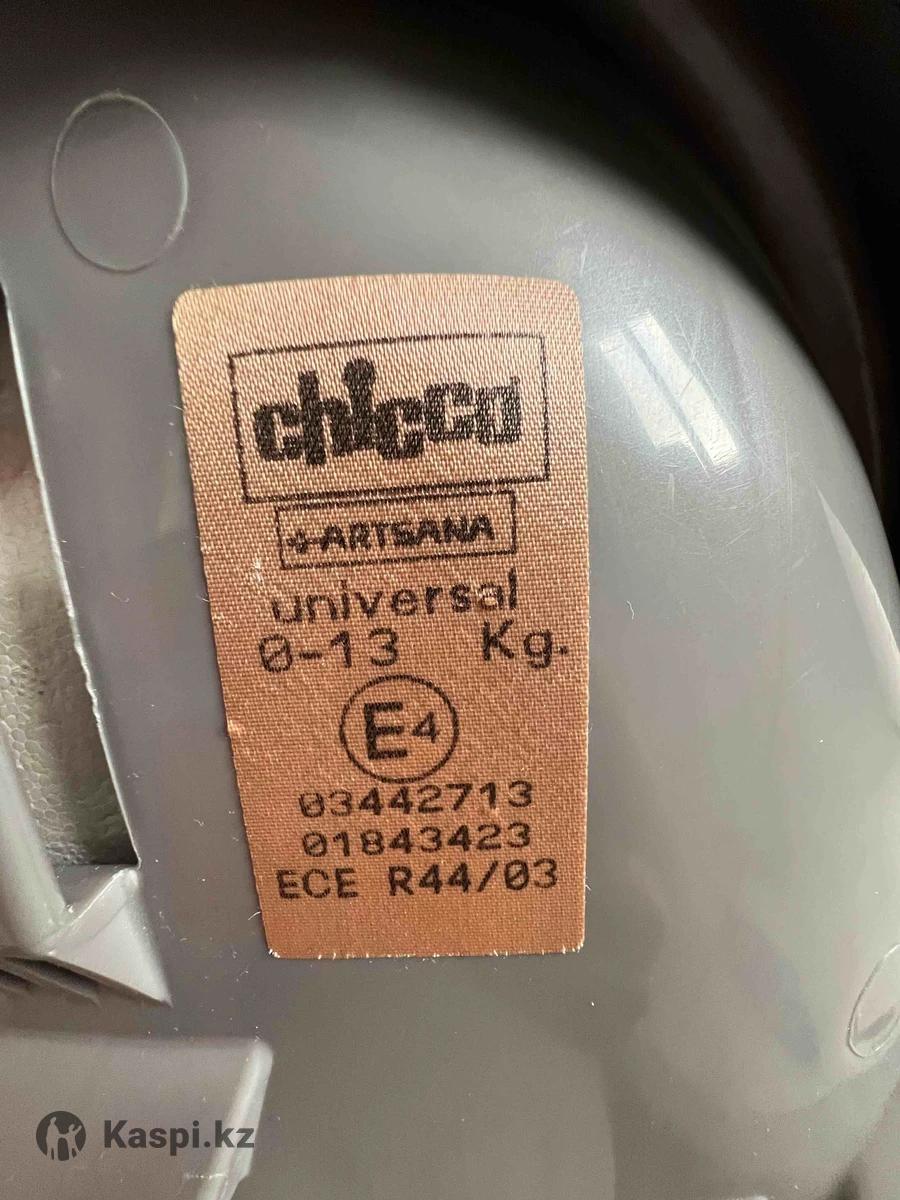 chicco
ARTSANA
universal
0-13 Kg.
E4
03442713
01843423
ECE R44/03
Kaspi.kz